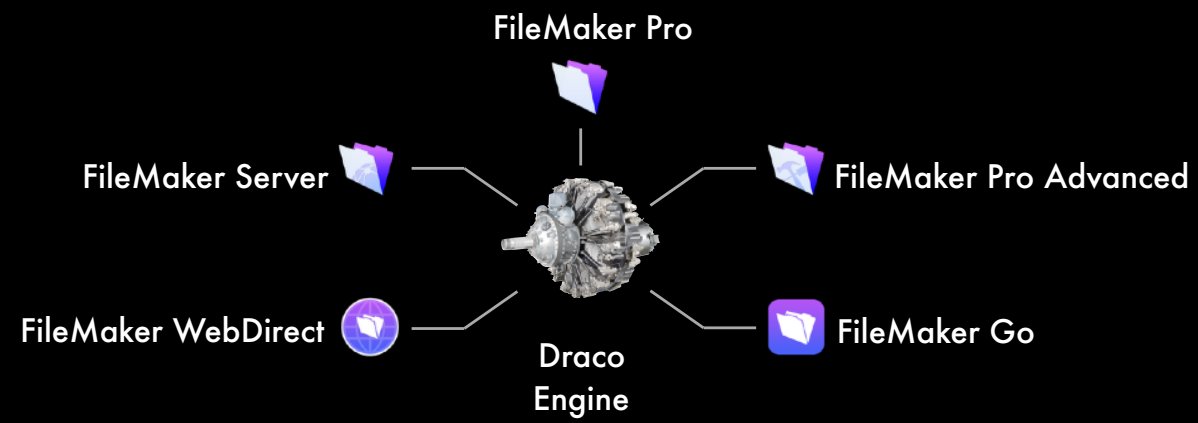 FileMaker Pro
FileMaker Server
FileMaker Pro Advanced
FileMaker WebDirect
FileMaker Go
Draco
Engine